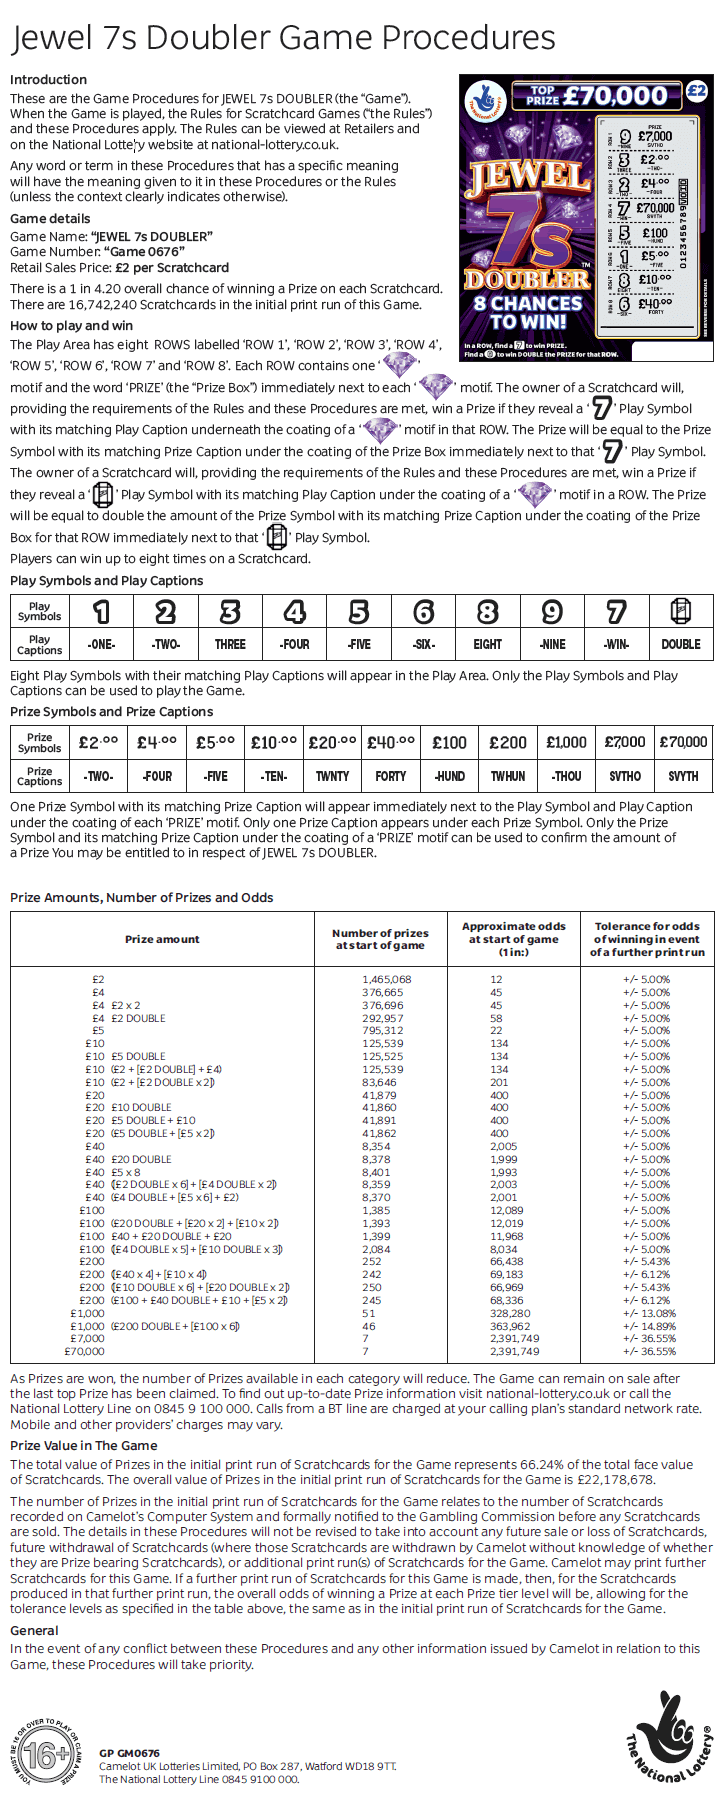 Jewel 7s Doubler Game Procedures
Introduction
These are the Game Procedures for JEWEL 7s DOUBLER (the “Game”).
When the Game is played, the Rules for Scratchcard Games (“the Rules”)
and these Procedures apply. The Rules can be viewed at Retailers and
on the National Lottery website at national-lottery.co.uk.
Any word or term in these Procedures that has a specific meaning
will have the meaning given to it in these Procedures or the Rules
(unless the context clearly indicates otherwise).
Game details
Game Name: “JEWEL 7s DOUBLER”
Game Number: “Game 0676”
Retail Sales Price: £2 per Scratchcard
There is a 1 in 4.20 overall chance of winning a Prize on each Scratchcard.
There are 16,742,240 Scratchcards in the initial print run of this Game.
The National Lottery®
TOP PRIZE £70,000
£2
JEWEL
7s
DOUBLER™
8 CHANCES
TO WIN!
In a ROW, find a 7 to win PRIZE.
Find a to win DOUBLE the PRIZE for that ROW.
PRIZE
ROW 1 9 -NINE- £7,000 SVTHO
ROW 2 3 THREE £2.00 -TWO-
ROW 3 2 -TWO- £4.00 -FOUR
ROW 4 7 -WIN- £70,000 SVYTH
ROW 5 5 -FIVE £100 -HUND
ROW 6 1 -ONE- £5.00 -FIVE
ROW 7 8 EIGHT £10.00 -TEN-
ROW 8 6 -SIX- £40.00 FORTY
0123456789 VOID
SEE REVERSE FOR DETAILS
How to play and win
The Play Area has eight ROWS labelled ‘ROW 1’, ‘ROW 2’, ‘ROW 3’, ‘ROW 4’,
‘ROW 5’, ‘ROW 6’, ‘ROW 7’ and ‘ROW 8’. Each ROW contains one ‘ ’
motif and the word ‘PRIZE’ (the “Prize Box”) immediately next to each ‘ ’ motif. The owner of a Scratchcard will,
providing the requirements of the Rules and these Procedures are met, win a Prize if they reveal a ‘7’ Play Symbol
with its matching Play Caption underneath the coating of a ‘ ’ motif in that ROW. The Prize will be equal to the Prize
Symbol with its matching Prize Caption under the coating of the Prize Box immediately next to that ‘7’ Play Symbol.
The owner of a Scratchcard will, providing the requirements of the Rules and these Procedures are met, win a Prize if
they reveal a ‘ ’ Play Symbol with its matching Play Caption under the coating of a ‘ ’ motif in a ROW. The Prize
will be equal to double the amount of the Prize Symbol with its matching Prize Caption under the coating of the Prize
Box for that ROW immediately next to that ‘ ’ Play Symbol.
Players can win up to eight times on a Scratchcard.
Play Symbols and Play Captions
Play Symbols 1 2 3 4 5 6 8 9 7
Play Captions -ONE- -TWO- THREE -FOUR -FIVE -SIX- EIGHT -NINE -WIN- DOUBLE
Eight Play Symbols with their matching Play Captions will appear in the Play Area. Only the Play Symbols and Play
Captions can be used to play the Game.
Prize Symbols and Prize Captions
Prize Symbols £2.00 £4.00 £5.00 £10.00 £20.00 £40.00 £100 £200 £1,000 £7,000 £70,000
Prize Captions -TWO- -FOUR -FIVE -TEN- TWNTY FORTY -HUND TWHUN -THOU SVTHO SVYTH
One Prize Symbol with its matching Prize Caption will appear immediately next to the Play Symbol and Play Caption
under the coating of each ‘PRIZE’ motif. Only one Prize Caption appears under each Prize Symbol. Only the Prize
Symbol and its matching Prize Caption under the coating of a ‘PRIZE’ motif can be used to confirm the amount of
a Prize You may be entitled to in respect of JEWEL 7s DOUBLER.
Prize Amounts, Number of Prizes and Odds
Prize amount | Number of prizes at start of game | Approximate odds at start of game (1 in:) | Tolerance for odds of winning in event of a further print run
£2 1,465,068 12 +/- 5.00%
£4 376,665 45 +/- 5.00%
£4 £2 x 2 376,696 45 +/- 5.00%
£4 £2 DOUBLE 292,957 58 +/- 5.00%
£5 795,312 22 +/- 5.00%
£10 125,539 134 +/- 5.00%
£10 £5 DOUBLE 125,525 134 +/- 5.00%
£10 (£2 + [£2 DOUBLE] + £4) 125,539 134 +/- 5.00%
£10 (£2 + [£2 DOUBLE x 2]) 83,646 201 +/- 5.00%
£20 41,879 400 +/- 5.00%
£20 £10 DOUBLE 41,860 400 +/- 5.00%
£20 £5 DOUBLE + £10 41,891 400 +/- 5.00%
£20 (£5 DOUBLE + [£5 x 2]) 41,862 400 +/- 5.00%
£40 8,354 2,005 +/- 5.00%
£40 £20 DOUBLE 8,378 1,999 +/- 5.00%
£40 £5 x 8 8,401 1,993 +/- 5.00%
£40 ([£2 DOUBLE x 6] + [£4 DOUBLE x 2]) 8,359 2,003 +/- 5.00%
£40 (£4 DOUBLE + [£5 x 6] + £2) 8,370 2,001 +/- 5.00%
£100 1,385 12,089 +/- 5.00%
£100 (£20 DOUBLE + [£20 x 2] + [£10 x 2]) 1,393 12,019 +/- 5.00%
£100 £40 + £20 DOUBLE + £20 1,399 11,968 +/- 5.00%
£100 ([£4 DOUBLE x 5] + [£10 DOUBLE x 3]) 2,084 8,034 +/- 5.00%
£200 252 66,438 +/- 5.43%
£200 ([£40 x 4] + [£10 x 4]) 242 69,183 +/- 6.12%
£200 ([£10 DOUBLE x 6] + [£20 DOUBLE x 2]) 250 66,969 +/- 5.43%
£200 (£100 + £40 DOUBLE + £10 + [£5 x 2]) 245 68,336 +/- 6.12%
£1,000 51 328,280 +/- 13.08%
£1,000 (£200 DOUBLE + [£100 x 6]) 46 363,962 +/- 14.89%
£7,000 7 2,391,749 +/- 36.55%
£70,000 7 2,391,749 +/- 36.55%
As Prizes are won, the number of Prizes available in each category will reduce. The Game can remain on sale after
the last top Prize has been claimed. To find out up-to-date Prize information visit national-lottery.co.uk or call the
National Lottery Line on 0845 9 100 000. Calls from a BT line are charged at your calling plan’s standard network rate.
Mobile and other providers’ charges may vary.
Prize Value in The Game
The total value of Prizes in the initial print run of Scratchcards for the Game represents 66.24% of the total face value
of Scratchcards. The overall value of Prizes in the initial print run of Scratchcards for the Game is £22,178,678.
The number of Prizes in the initial print run of Scratchcards for the Game relates to the number of Scratchcards
recorded on Camelot’s Computer System and formally notified to the Gambling Commission before any Scratchcards
are sold. The details in these Procedures will not be revised to take into account any future sale or loss of Scratchcards,
future withdrawal of Scratchcards (where those Scratchcards are withdrawn by Camelot without knowledge of whether
they are Prize bearing Scratchcards), or additional print run(s) of Scratchcards for the Game. Camelot may print further
Scratchcards for this Game. If a further print run of Scratchcards for this Game is made, then, for the Scratchcards
produced in that further print run, the overall odds of winning a Prize at each Prize tier level will be, allowing for the
tolerance levels as specified in the table above, the same as in the initial print run of Scratchcards for the Game.
General
In the event of any conflict between these Procedures and any other information issued by Camelot in relation to this
Game, these Procedures will take priority.
YOU MUST BE 16 OR OVER TO PLAY OR CLAIM A PRIZE
16+
GP GM0676
Camelot UK Lotteries Limited, PO Box 287, Watford WD18 9TT.
The National Lottery Line 0845 9100 000.
The National Lottery®